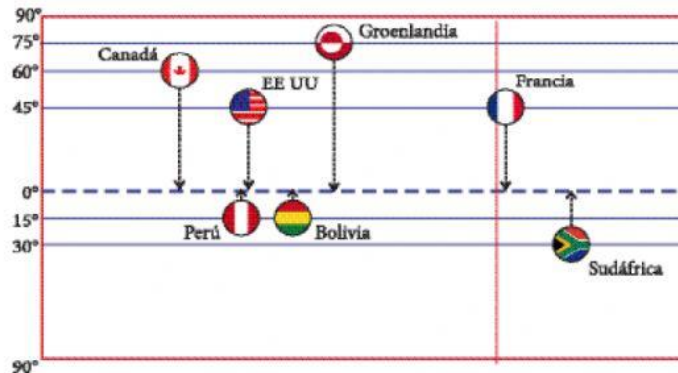 90°
75°
Groenlandia
Canadá
60°
EE UU
Francia
45°
0°
15°
Perú
Bolivia
30°
Sudáfrica
90°